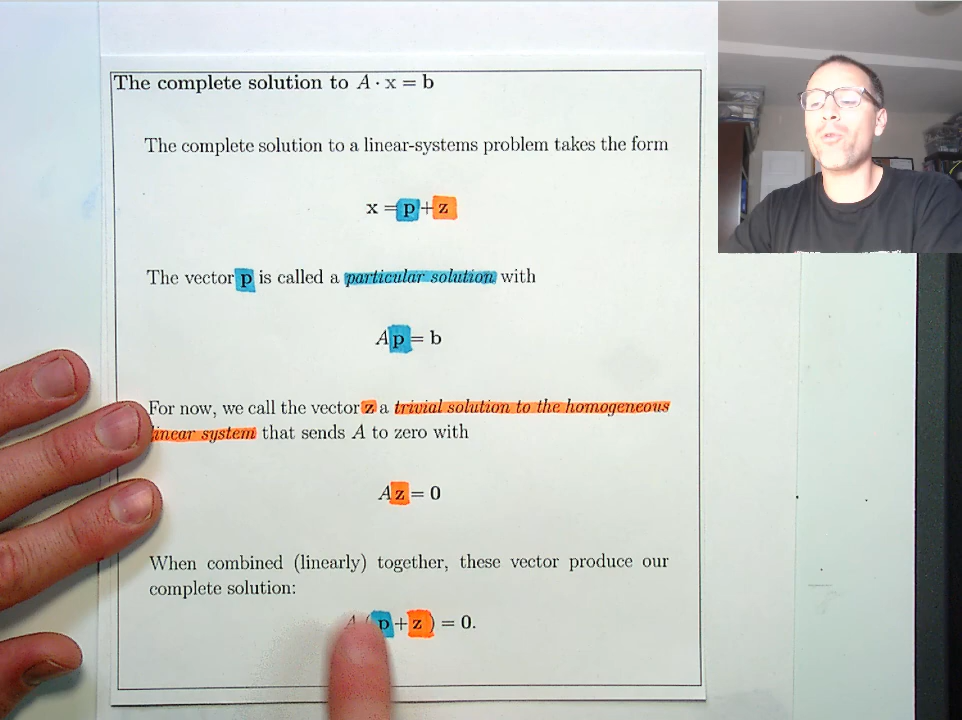 The complete solution to A · x = b
The complete solution to a linear-systems problem takes the form
x = p + z
The vector p is called a particular solution with
Ap = b
For now, we call the vector z a trivial solution to the homogeneous
linear system that sends A to zero with
Az = 0
When combined (linearly) together, these vector produce our
complete solution:
A(p + z) = 0.